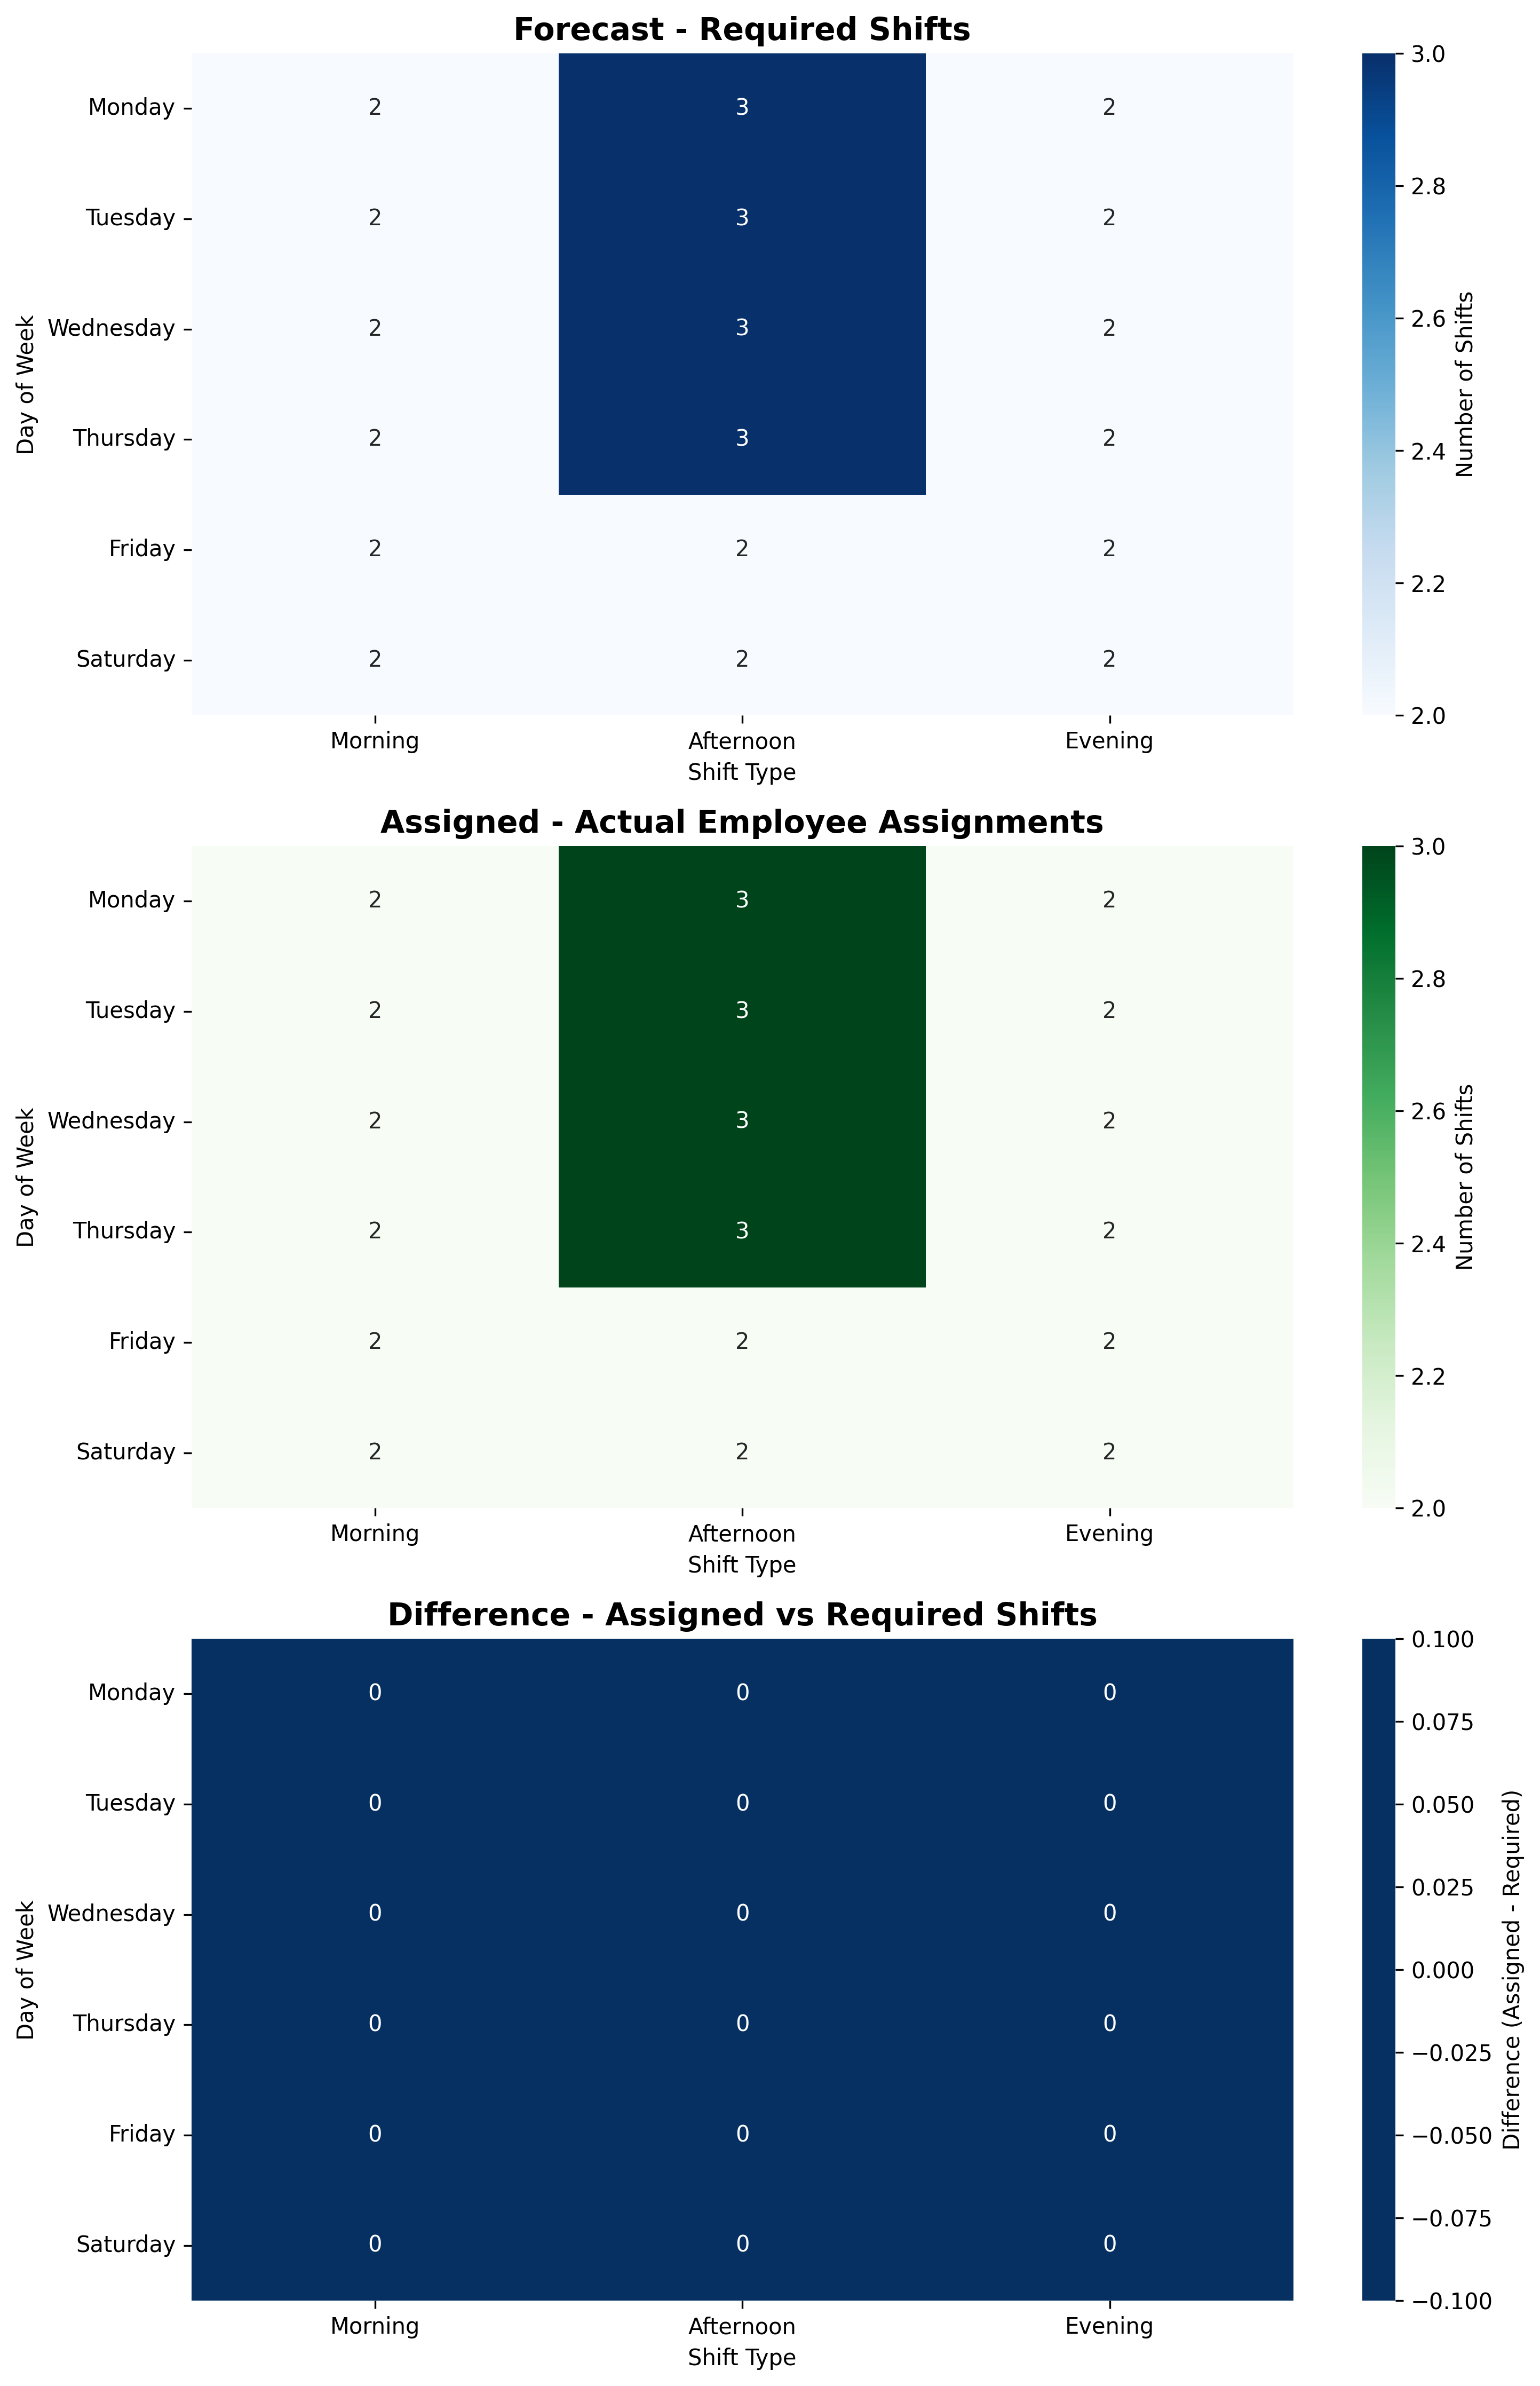 Forecast - Required Shifts
Monday 2 3 2 3.0
2.8
Tuesday 2 3 2
Wednesday 2 3 2 2.6
Thursday 2 3 2 2.4
Friday 2 2 2
2.2
Saturday 2 2 2
2.0
Day of Week
Number of Shifts
Morning Afternoon Evening
Shift Type
Assigned - Actual Employee Assignments
Monday 2 3 2 3.0
2.8
Tuesday 2 3 2
Wednesday 2 3 2 2.6
Thursday 2 3 2 2.4
Friday 2 2 2
2.2
Saturday 2 2 2
2.0
Day of Week
Number of Shifts
Morning Afternoon Evening
Shift Type
Difference - Assigned vs Required Shifts
0.100
Monday 0 0 0
0.075
Tuesday 0 0 0 0.050
Wednesday 0 0 0
0.025
0.000
Thursday 0 0 0
−0.025
Friday 0 0 0 −0.050
−0.075
Saturday 0 0 0
−0.100
Day of Week
Difference (Assigned - Required)
Morning Afternoon Evening
Shift Type